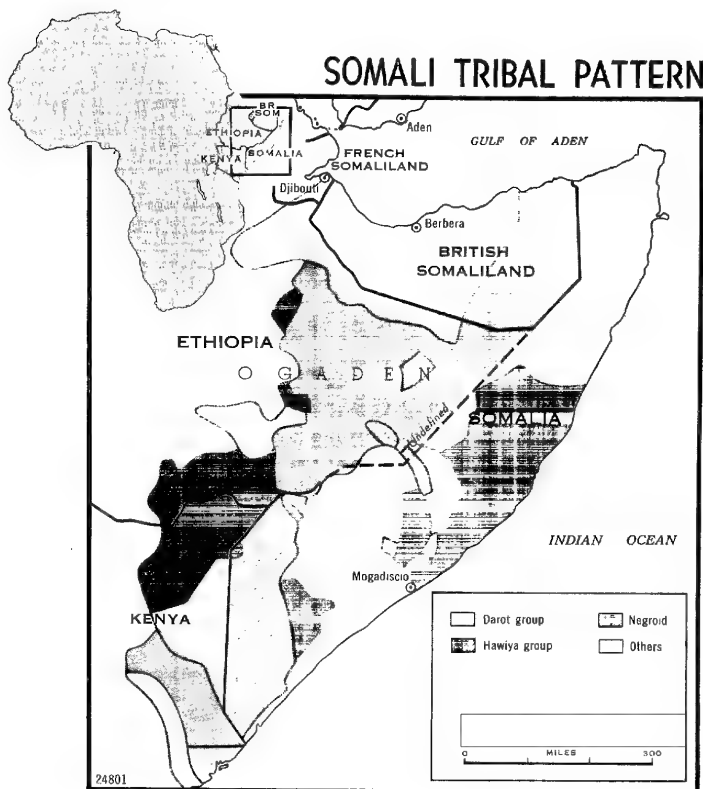 SOMALI TRIBAL PATTERN
BR
SOM
ETHIOPIA
KENYA
SOMALIA
Aden
GULF OF ADEN
FRENCH
SOMALILAND
Djibouti
Berbera
BRITISH
SOMALILAND
ETHIOPIA
OGADEN
Undefined
SOMALIA
INDIAN OCEAN
Mogadiscio
KENYA
Darot group
Negroid
Hawiya group
Others
0 MILES 300
24801